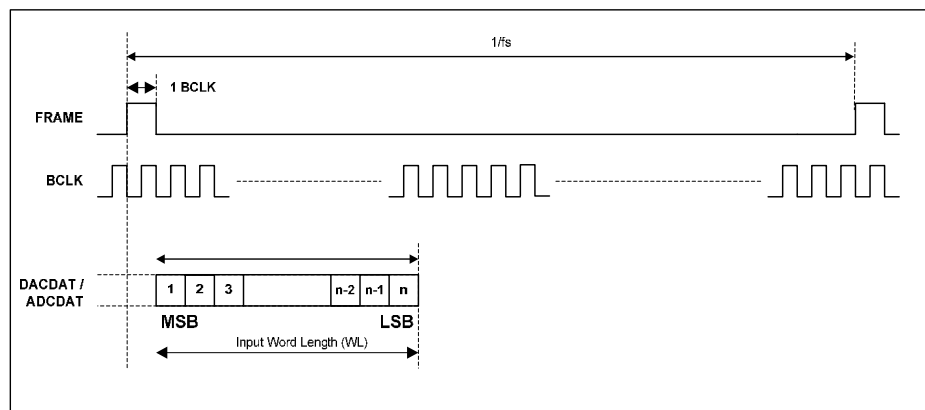 1/fs
1 BCLK
FRAME
BCLK
DACDAT /
ADCDAT
1 2 3 n-2 n-1 n
MSB LSB
Input Word Length (WL)